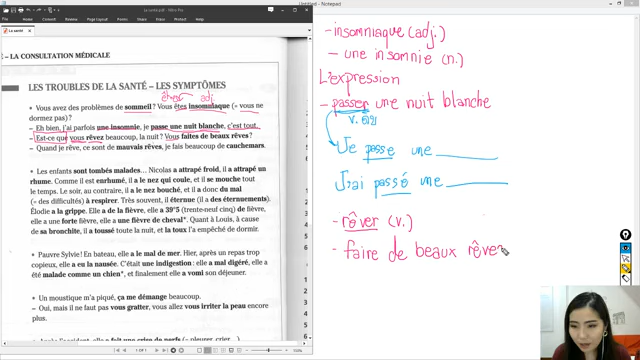 La santé.pdf - Nitro Pro
Untitled - Notepad
La santé
E – LA CONSULTATION MÉDICALE
LES TROUBLES DE LA SANTÉ – LES SYMPTÔMES
être adj
• Vous avez des problèmes de sommeil ? Vous êtes insomniaque (= vous ne
dormez pas) ?
– Eh bien, j'ai parfois une insomnie, je passe une nuit blanche, c'est tout.
– Est-ce que vous rêvez beaucoup, la nuit ? Vous faites de beaux rêves ?
– Quand je rêve, ce sont de mauvais rêves, je fais beaucoup de cauchemars.
• Les enfants sont tombés malades... Nicolas a attrapé froid, il a attrapé un
rhume. Comme il est enrhumé, il a le nez qui coule, et il se mouche tout
le temps. Le soir, au contraire, il a le nez bouché, et il a donc du mal
(= des difficultés) à respirer. Très souvent, il éternue (il a des éternuements).
Élodie a la grippe. Elle a de la fièvre, elle a 39°5 (trente-neuf cinq) de fièvre,
elle a une forte fièvre, elle a « une fièvre de cheval ». Quant à Louis, à cause
de sa bronchite, il a toussé toute la nuit, et la toux l'a empêché de dormir.
• Pauvre Sylvie ! En bateau, elle a le mal de mer. Hier, après un repas trop
copieux, elle a eu la nausée. C'était une indigestion : elle a mal digéré, elle a
été malade comme un chien*, et finalement elle a vomi son déjeuner.
• Un moustique m'a piqué, ça me démange beaucoup.
– Oui, mais il ne faut pas vous gratter, vous allez vous irriter la peau encore
plus.
- insomniaque (adj.)
- une insomnie (n.)
L'expression
- passer une nuit blanche
Je passe une
J'ai passé une
- rêver (v.)
- faire de beaux rêve